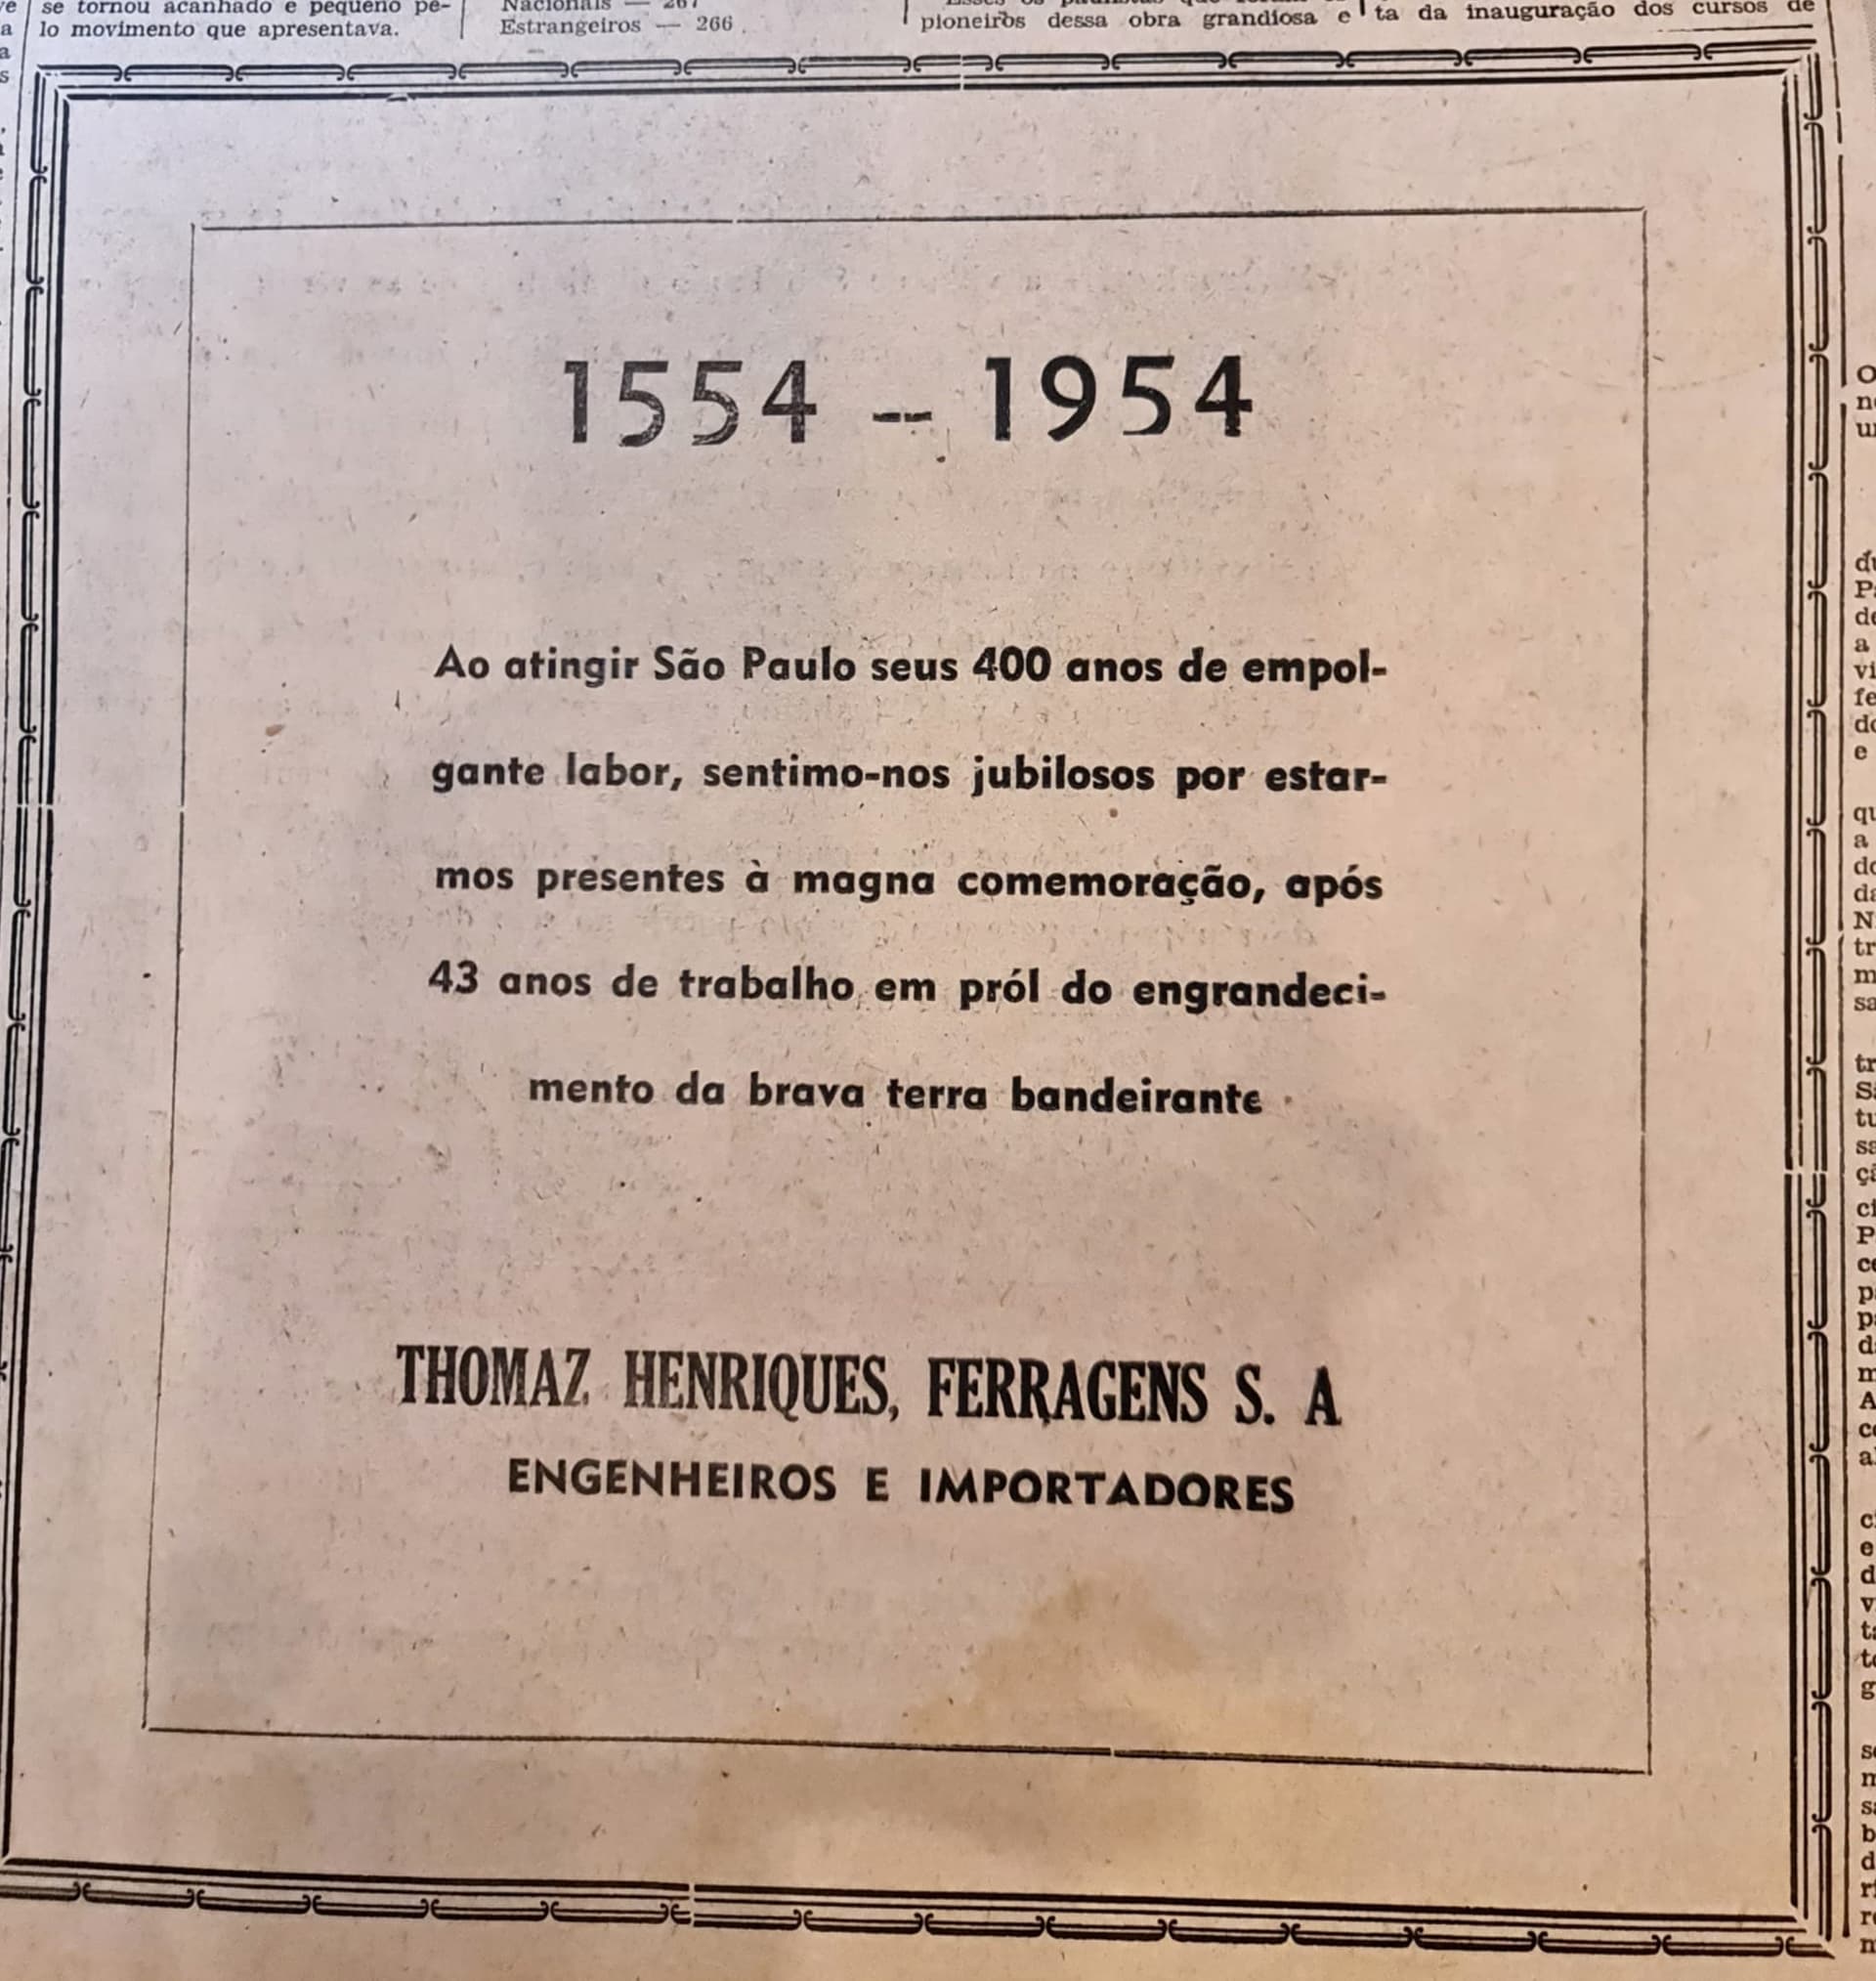 se tornou acanhado e pequeno pe-
lo movimento que apresentava.
Nacionais — 267
Estrangeiros — 266
pioneiros dessa obra grandiosa e
ta da inauguração dos cursos de
1554 -- 1954
Ao atingir São Paulo seus 400 anos de empol-
gante labor, sentimo-nos jubilosos por estar-
mos presentes à magna comemoração, após
43 anos de trabalho em pról do engrandeci-
mento da brava terra bandeirante
THOMAZ HENRIQUES, FERRAGENS S. A
ENGENHEIROS E IMPORTADORES